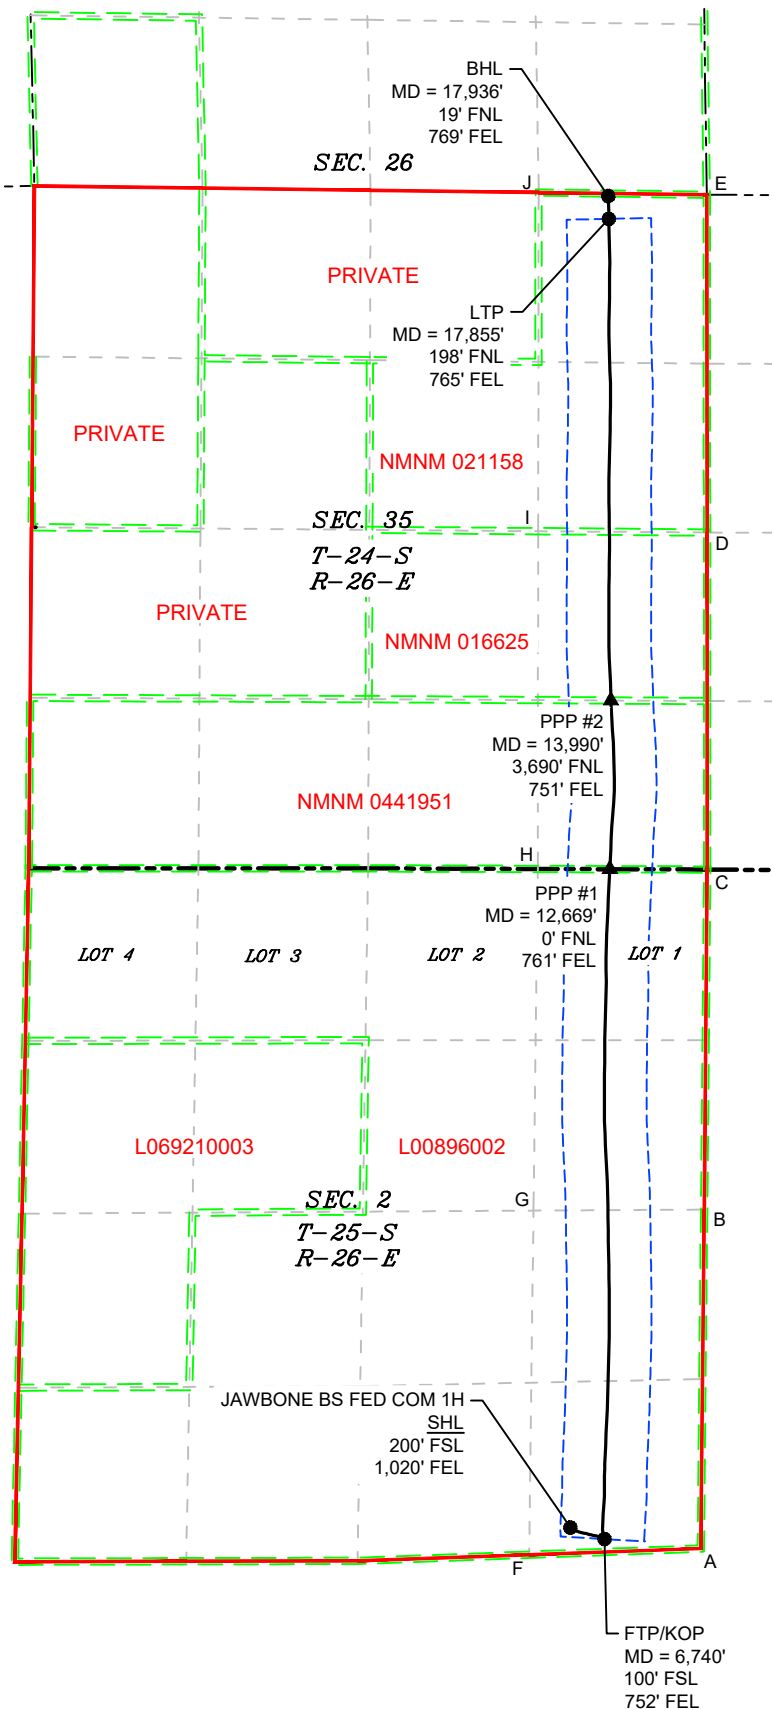 BHL
MD = 17,936'
19' FNL
769' FEL
SEC. 26
J
E
PRIVATE
LTP
MD = 17,855'
198' FNL
765' FEL
PRIVATE
NMNM 021158
SEC. 35
T-24-S
R-26-E
I
D
PRIVATE
NMNM 016625
PPP #2
MD = 13,990'
3,690' FNL
751' FEL
NMNM 0441951
H
C
PPP #1
MD = 12,669'
0' FNL
761' FEL
LOT 4
LOT 3
LOT 2
LOT 1
L069210003
L00896002
SEC. 2
T-25-S
R-26-E
G
B
JAWBONE BS FED COM 1H
SHL
200' FSL
1,020' FEL
F
A
FTP/KOP
MD = 6,740'
100' FSL
752' FEL